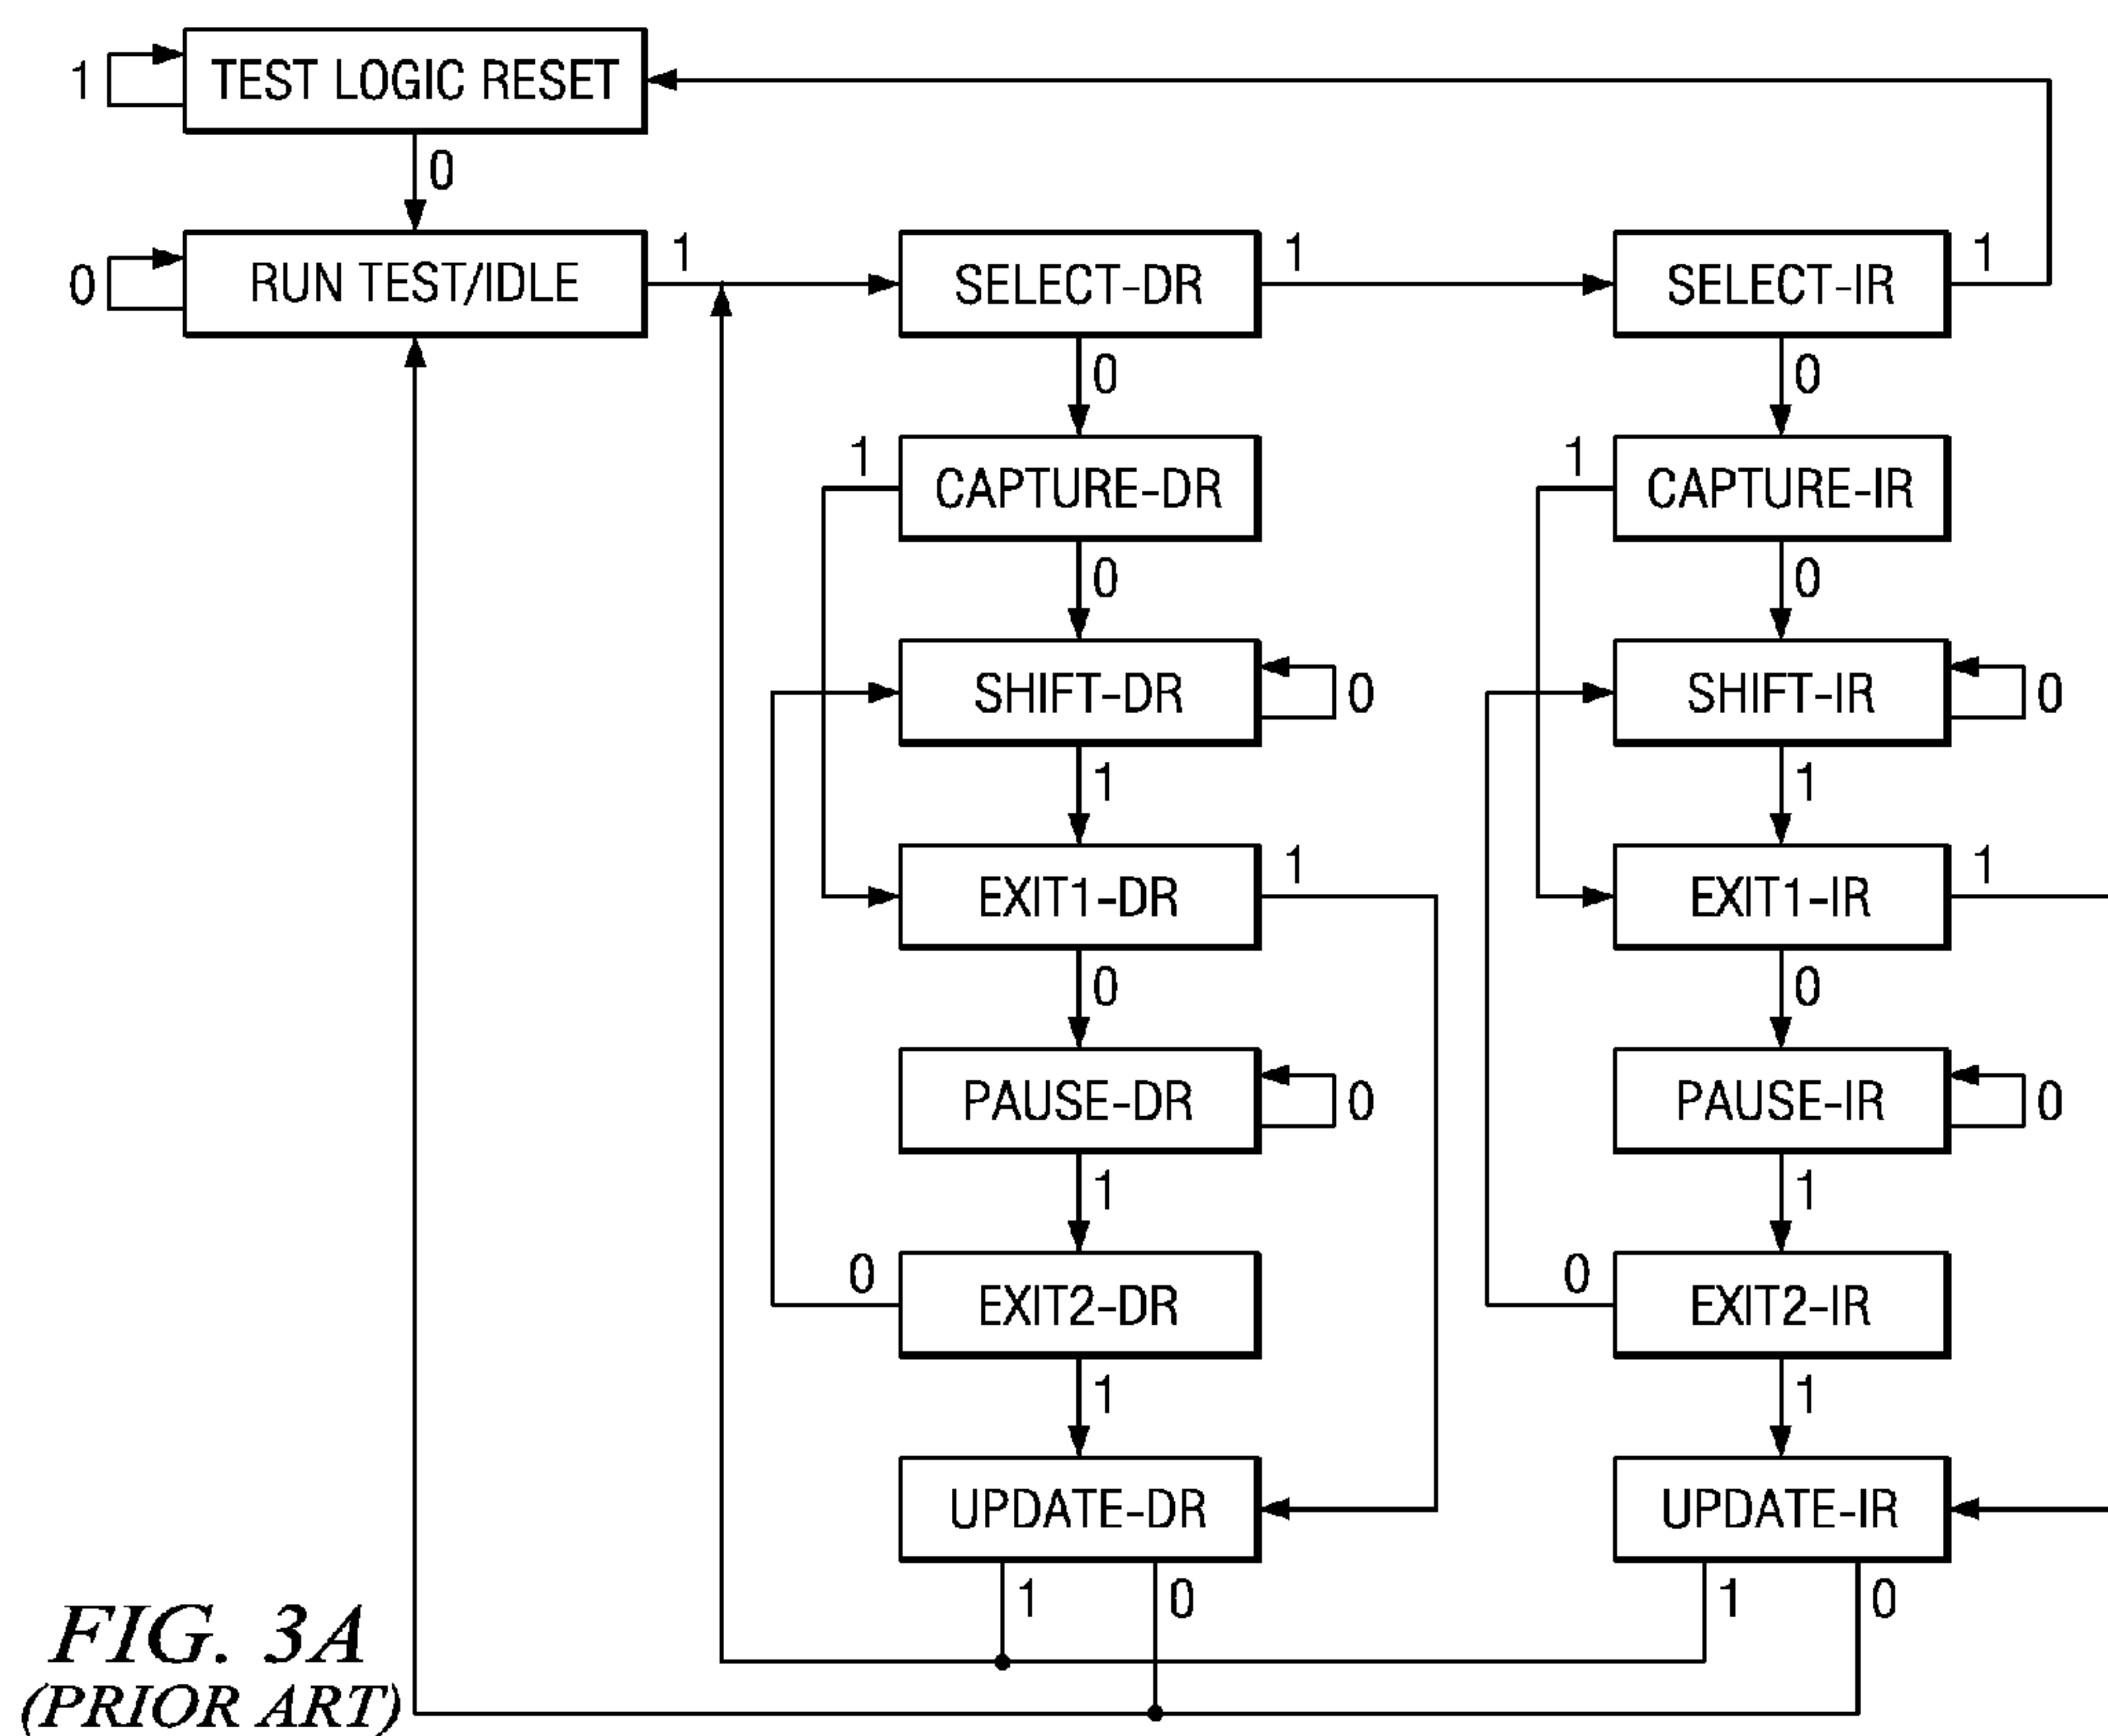 1 TEST LOGIC RESET
0
0 RUN TEST/IDLE 1 SELECT-DR 1 SELECT-IR 1
0 0
1 CAPTURE-DR 1 CAPTURE-IR
0 0
SHIFT-DR 0 SHIFT-IR 0
1 1
EXIT1-DR 1 EXIT1-IR 1
0 0
PAUSE-DR 0 PAUSE-IR 0
1 1
0 EXIT2-DR 0 EXIT2-IR
1 1
UPDATE-DR UPDATE-IR
1 0 1 0
FIG. 3A
(PRIOR ART)